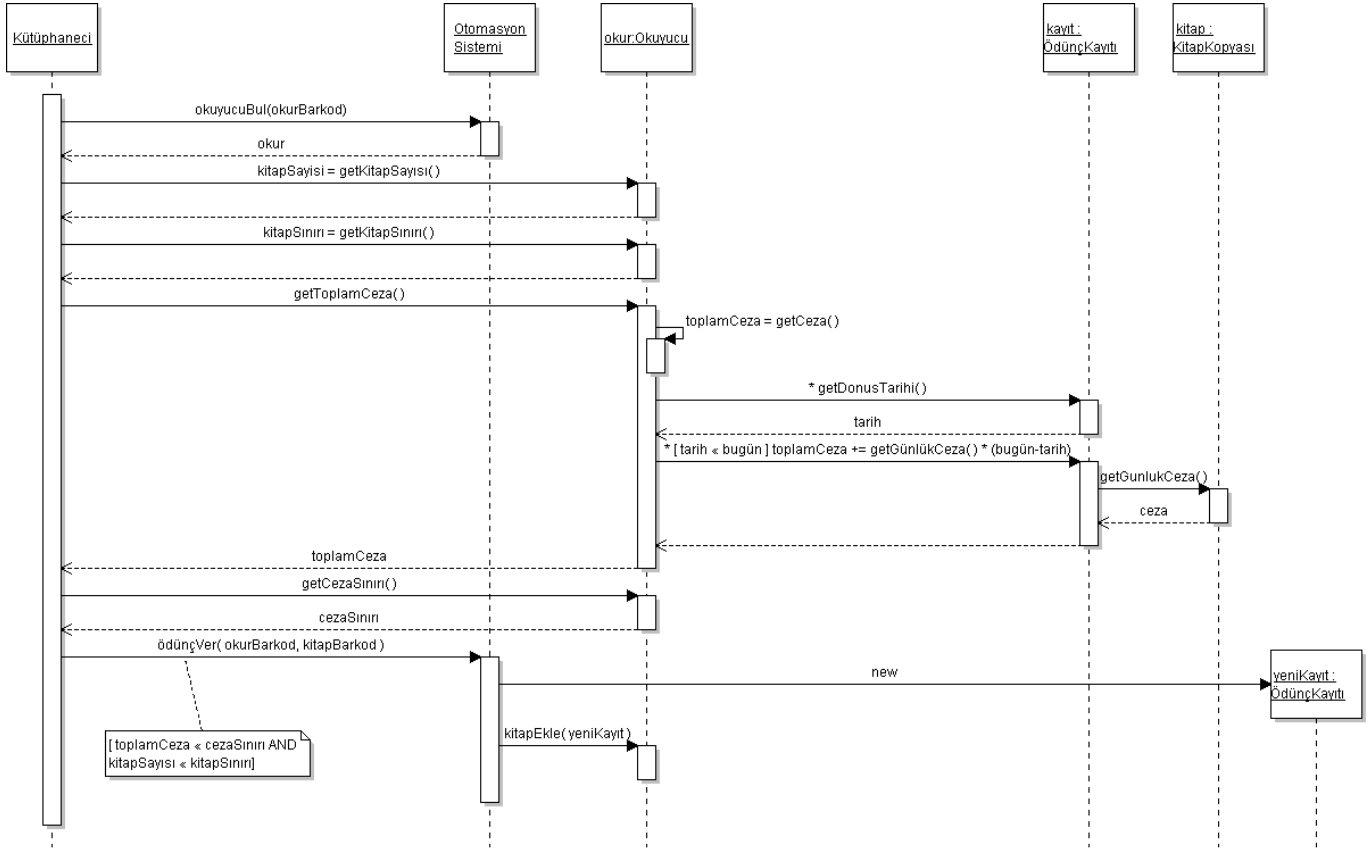 Kütüphaneci
Otomasyon
Sistemi
okur:Okuyucu
kayıt :
ÖdünçKayıtı
kitap :
KitapKopyası
okuyucuBul(okurBarkod)
okur
kitapSayisi = getKitapSayısı()
kitapSınırı = getKitapSınırı()
getToplamCeza()
toplamCeza = getCeza()
* getDonusTarihi()
tarih
* [ tarih « bugün ] toplamCeza += getGünlükCeza() * (bugün-tarih)
getGunlukCeza()
ceza
toplamCeza
getCezaSınırı()
cezaSınırı
ödünçVer( okurBarkod, kitapBarkod )
new
yeniKayıt :
ÖdünçKayıtı
kitapEkle( yeniKayıt )
[ toplamCeza « cezaSınırı AND
kitapSayısı « kitapSınırı]